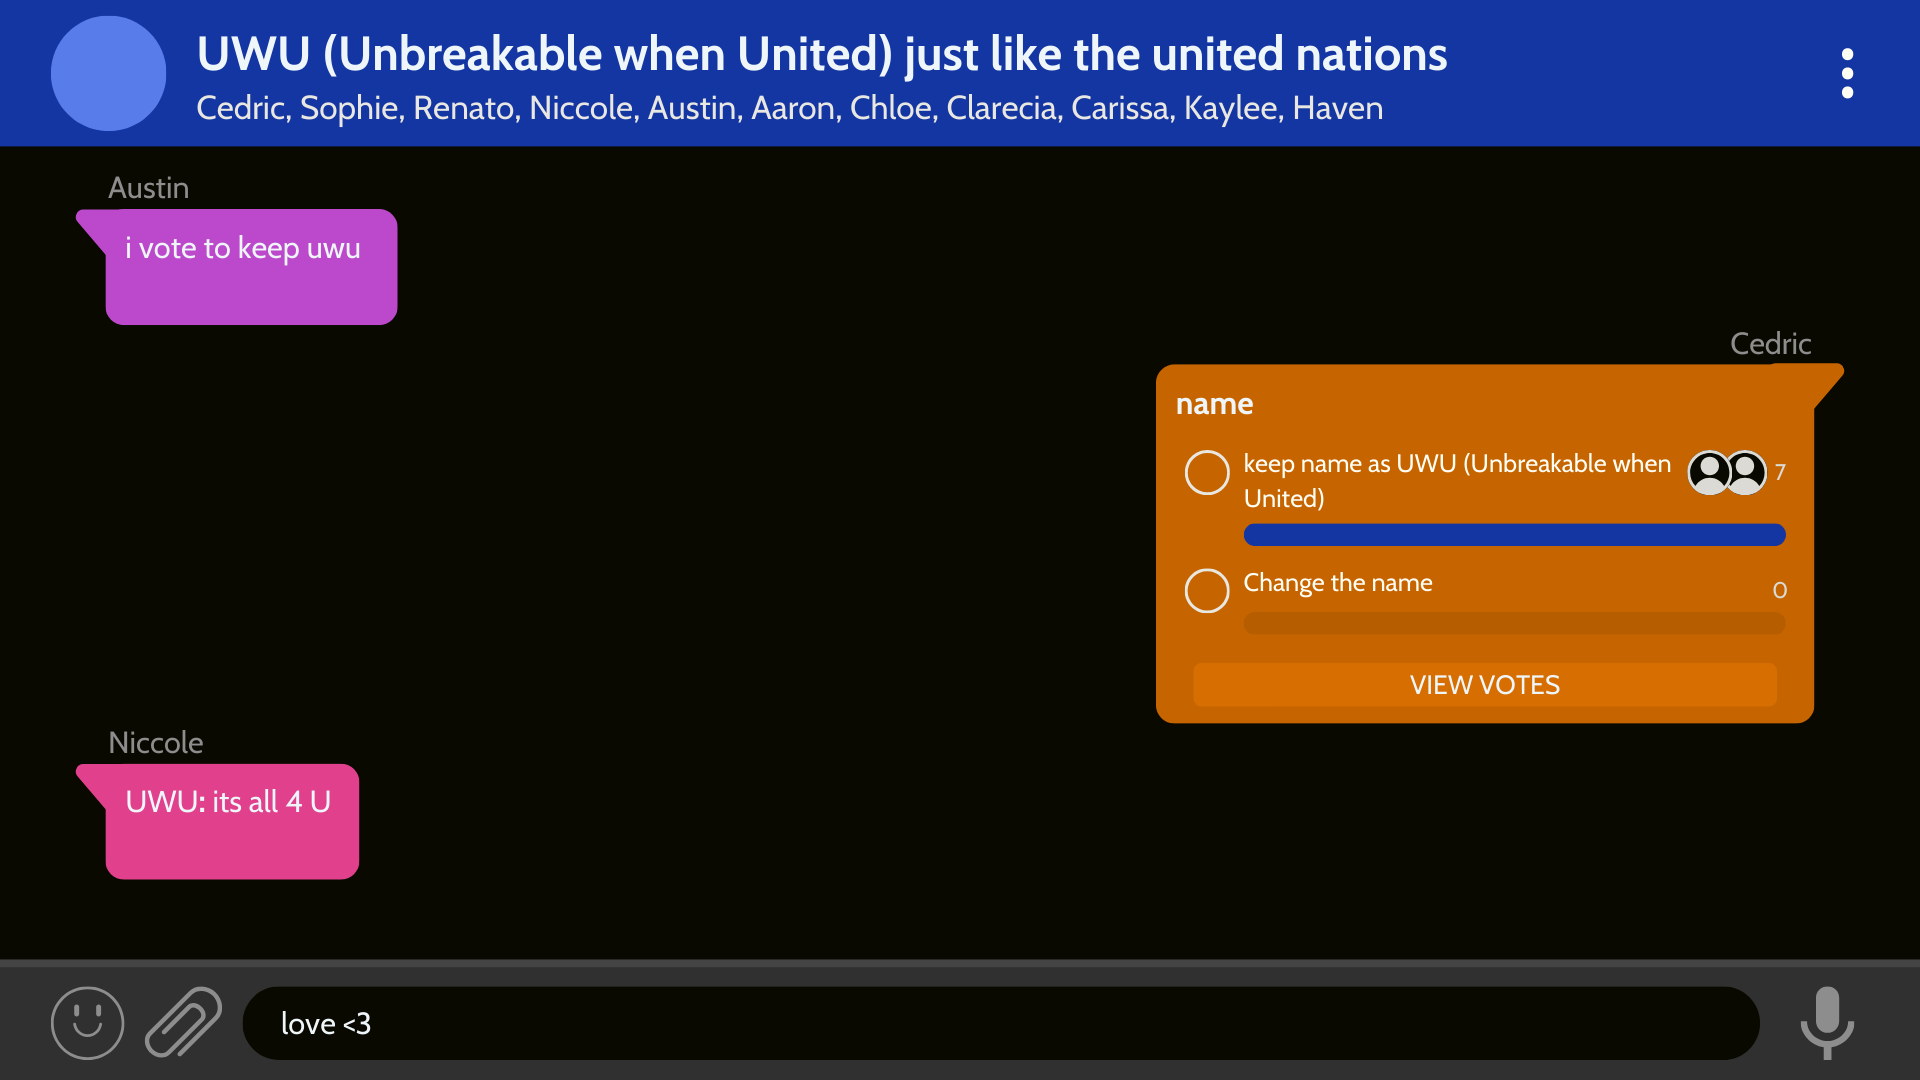 UWU (Unbreakable when United) just like the united nations
Cedric, Sophie, Renato, Niccole, Austin, Aaron, Chloe, Clarecia, Carissa, Kaylee, Haven
Austin
i vote to keep uwu
Cedric
name
keep name as UWU (Unbreakable when
United)
7
Change the name
0
VIEW VOTES
Niccole
UWU: its all 4 U
love <3